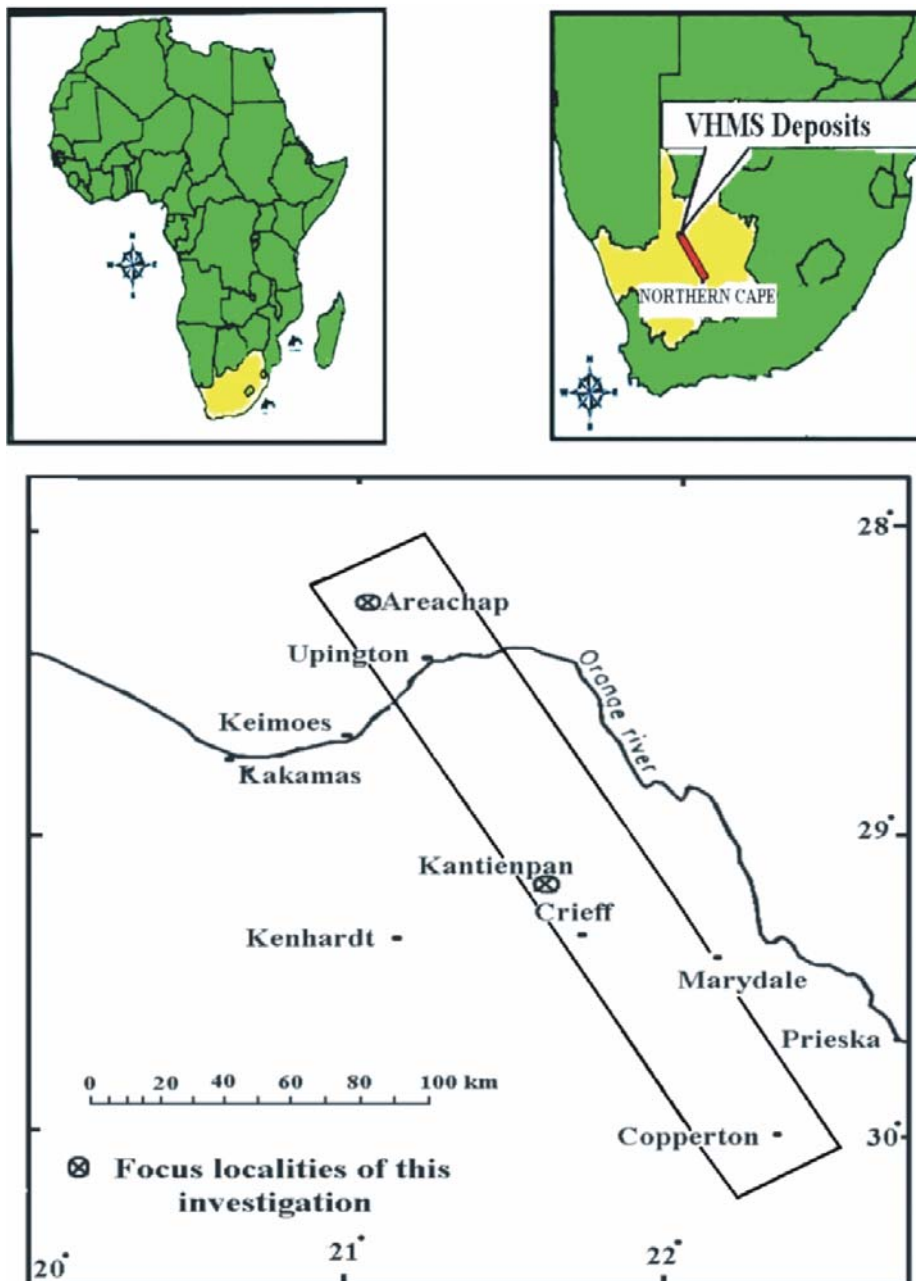 VHMS Deposits
NORTHERN CAPE
28°
Areachap
Upington
Orange river
Keimoes
Kakamas
29°
Kantienpan
Crieff
Kenhardt
Marydale
Prieska
0 20 40 60 80 100 km
Copperton
30°
Focus localities of this
investigation
20°
21°
22°